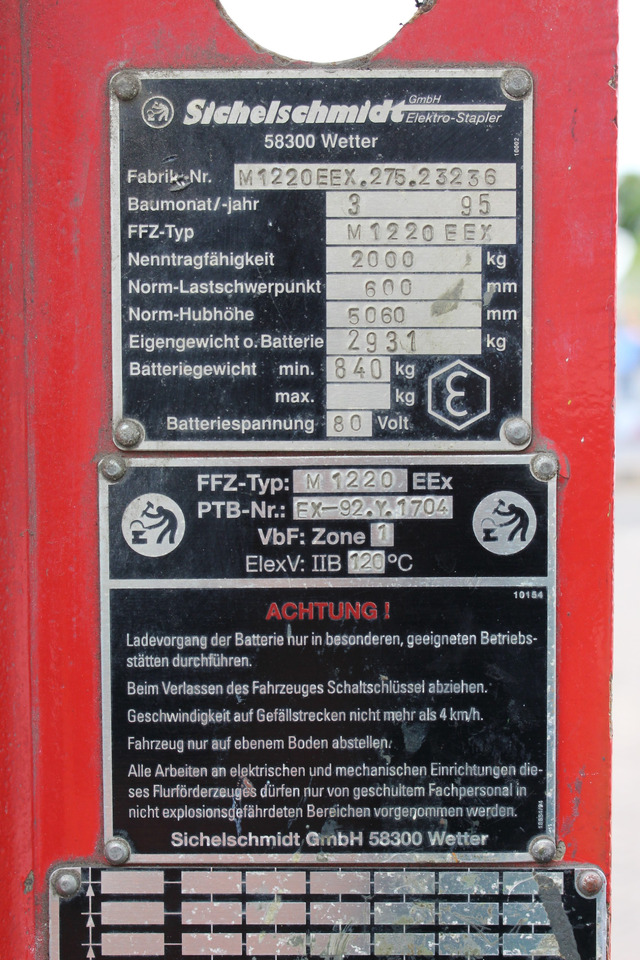 Sichelschmidt GmbH Elektro-Stapler
58300 Wetter
10002
Fabrik-Nr. M1220EEX.275.23236
Baumonat/-jahr 3 95
FFZ-Typ M1220EEX
Nenntragfähigkeit 2000 kg
Norm-Lastschwerpunkt 600 mm
Norm-Hubhöhe 5060 mm
Eigengewicht o. Batterie 2931 kg
Batteriegewicht min. 840 kg
max. kg
Batteriespannung 80 Volt
FFZ-Typ: M 1220 EEx
PTB-Nr.: EX-92.Y.1704
VbF: Zone 1
ElexV: IIB 120°C
10154
ACHTUNG !
Ladevorgang der Batterie nur in besonderen, geeigneten Betriebs-
stätten durchführen.
Beim Verlassen des Fahrzeuges Schaltschlüssel abziehen.
Geschwindigkeit auf Gefällstrecken nicht mehr als 4 km/h.
Fahrzeug nur auf ebenem Boden abstellen.
Alle Arbeiten an elektrischen und mechanischen Einrichtungen die-
ses Flurförderzeuges dürfen nur von geschultem Fachpersonal in
nicht explosionsgefährdeten Bereichen vorgenommen werden.
Sichelschmidt GmbH 58300 Wetter